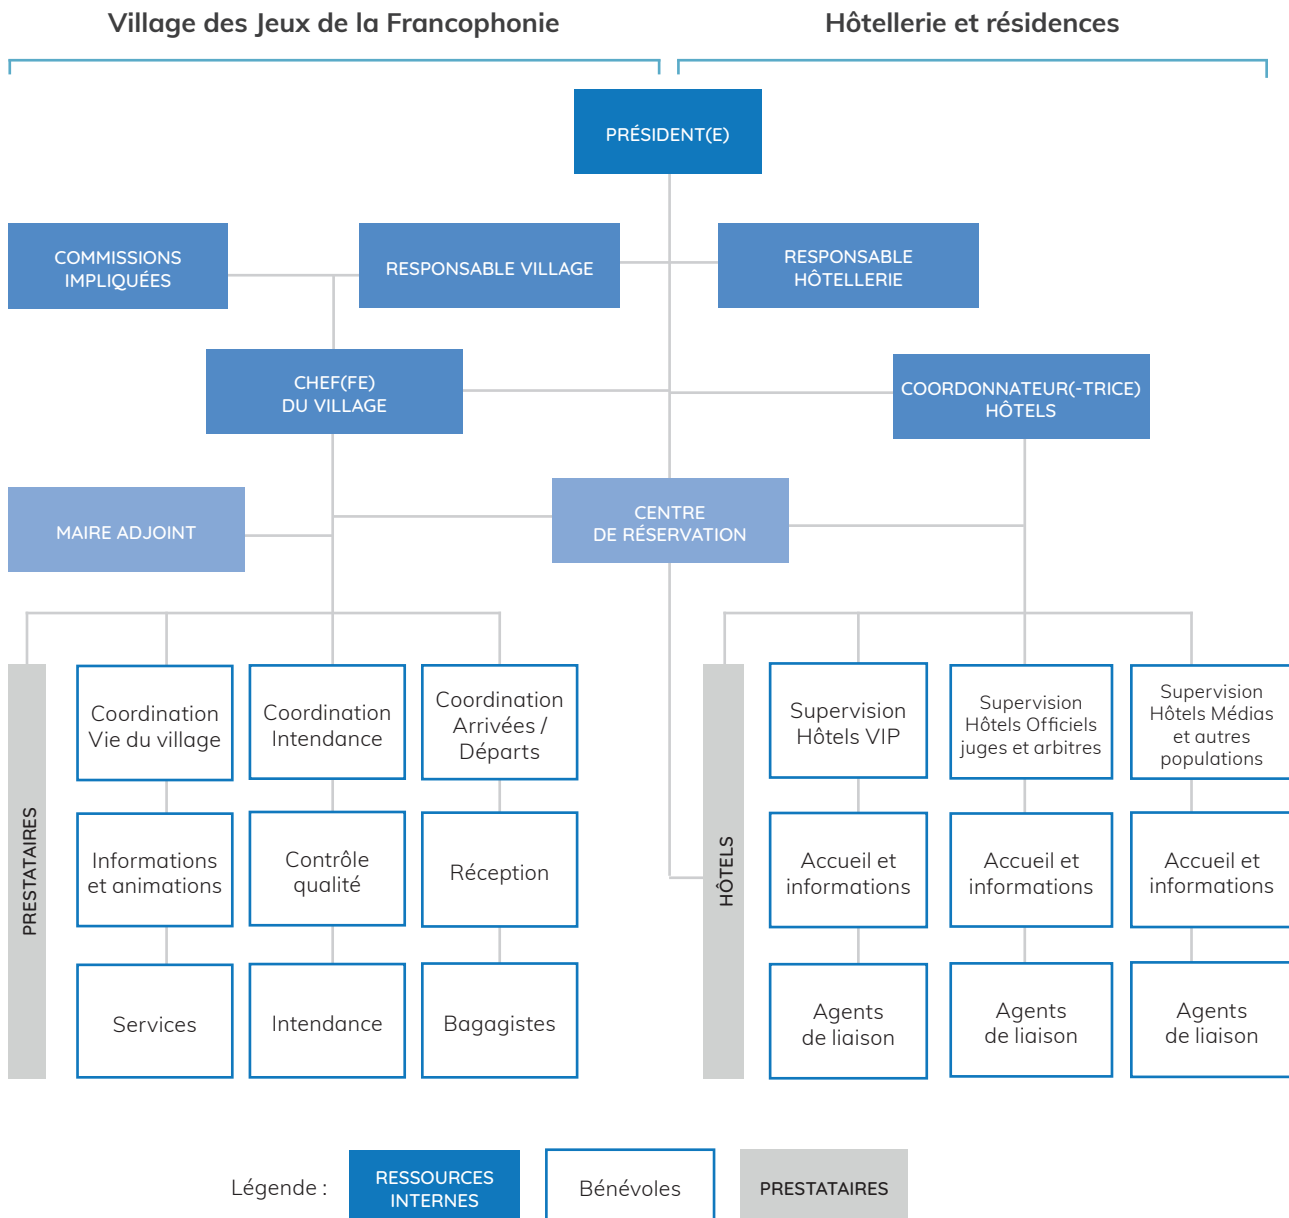 Village des Jeux de la Francophonie
Hôtellerie et résidences
PRÉSIDENT(E)
COMMISSIONS
IMPLIQUÉES
RESPONSABLE VILLAGE
RESPONSABLE
HÔTELLERIE
CHEF(FE)
DU VILLAGE
COORDONNATEUR(-TRICE)
HÔTELS
MAIRE ADJOINT
CENTRE
DE RÉSERVATION
PRESTATAIRES
Coordination
Vie du village
Coordination
Intendance
Coordination
Arrivées /
Départs
Informations
et animations
Contrôle
qualité
Réception
Services
Intendance
Bagagistes
HÔTELS
Supervision
Hôtels VIP
Supervision
Hôtels Officiels
juges et arbitres
Supervision
Hôtels Médias
et autres
populations
Accueil et
informations
Accueil et
informations
Accueil et
informations
Agents
de liaison
Agents
de liaison
Agents
de liaison
Légende :
RESSOURCES
INTERNES
Bénévoles
PRESTATAIRES